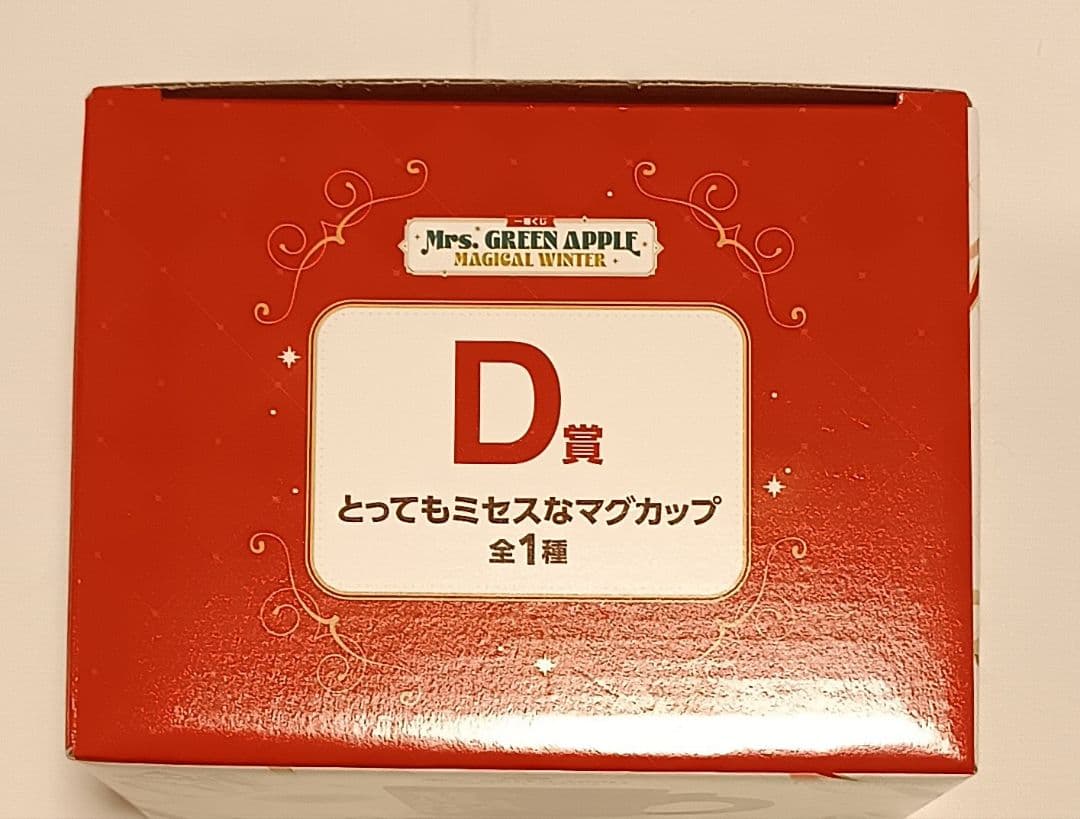 一番くじ
Mrs. GREEN APPLE
MAGICAL WINTER
D賞
とってもミセスなマグカップ
全1種